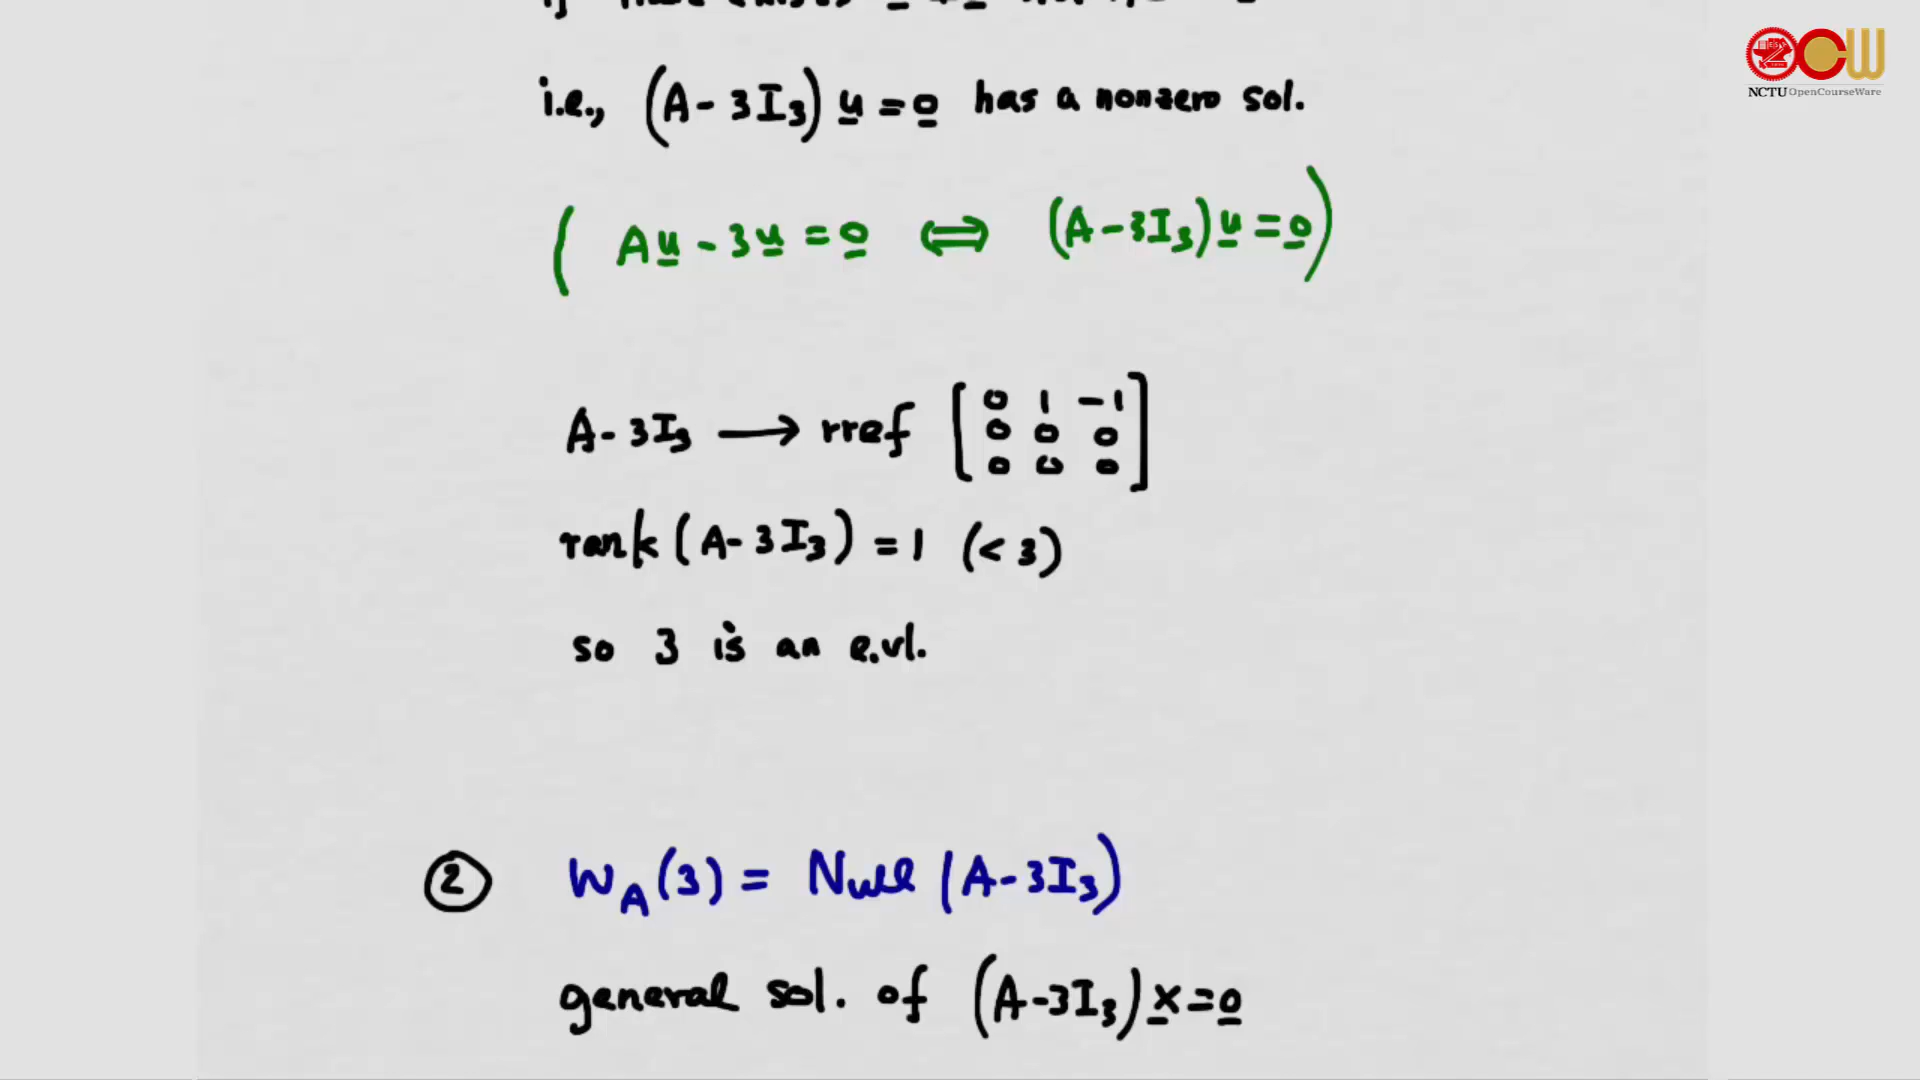 i.e., (A-3I₃) u = 0 has a nonzero sol.
( Au - 3u = 0 ⟺ (A-3I₃)u = 0 )
A-3I₃ ⟶ rref [ 0 1 -1
0 0 0
0 0 0 ]
rank (A-3I₃) = 1 (< 3)
so 3 is an e.vl.
② W_A(3) = Null (A-3I₃)
general sol. of (A-3I₃) x = 0
OCW
NCTU OpenCourseWare